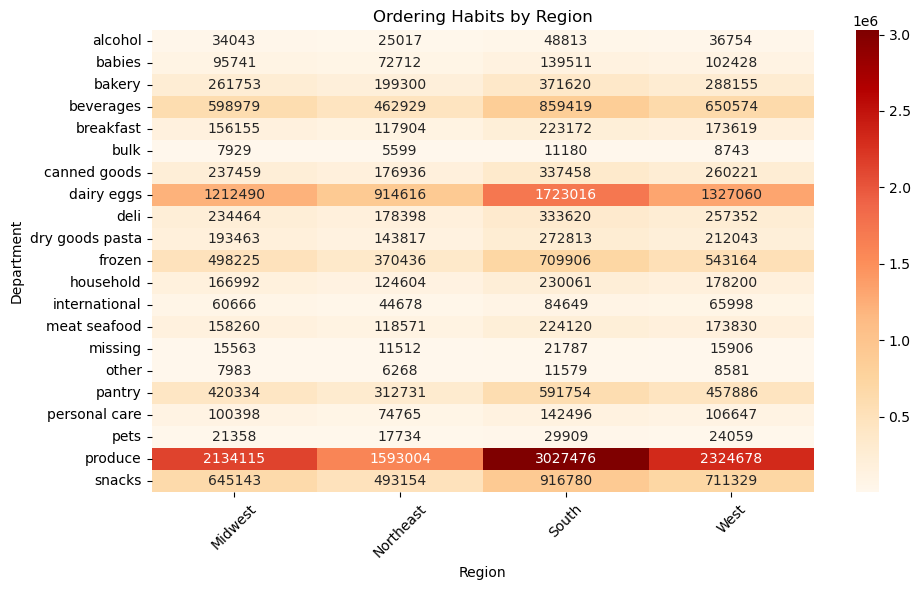 Ordering Habits by Region
1e6
alcohol 34043 25017 48813 36754
babies 95741 72712 139511 102428
bakery 261753 199300 371620 288155
beverages 598979 462929 859419 650574
breakfast 156155 117904 223172 173619
bulk 7929 5599 11180 8743
canned goods 237459 176936 337458 260221
dairy eggs 1212490 914616 1723016 1327060
deli 234464 178398 333620 257352
dry goods pasta 193463 143817 272813 212043
frozen 498225 370436 709906 543164
household 166992 124604 230061 178200
international 60666 44678 84649 65998
meat seafood 158260 118571 224120 173830
missing 15563 11512 21787 15906
other 7983 6268 11579 8581
pantry 420334 312731 591754 457886
personal care 100398 74765 142496 106647
pets 21358 17734 29909 24059
produce 2134115 1593004 3027476 2324678
snacks 645143 493154 916780 711329
Department
Midwest Northeast South West
Region
3.0
2.5
2.0
1.5
1.0
0.5